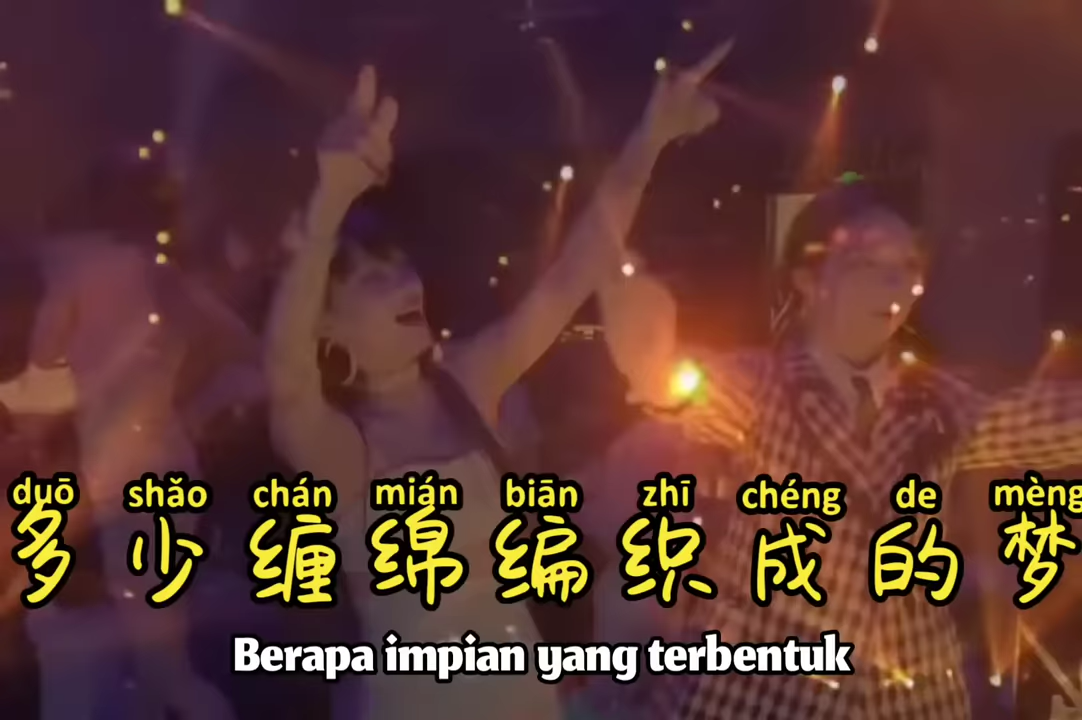 duō shǎo chán mián biān zhī chéng de mèng
多少缠绵编织成的梦
Berapa impian yang terbentuk